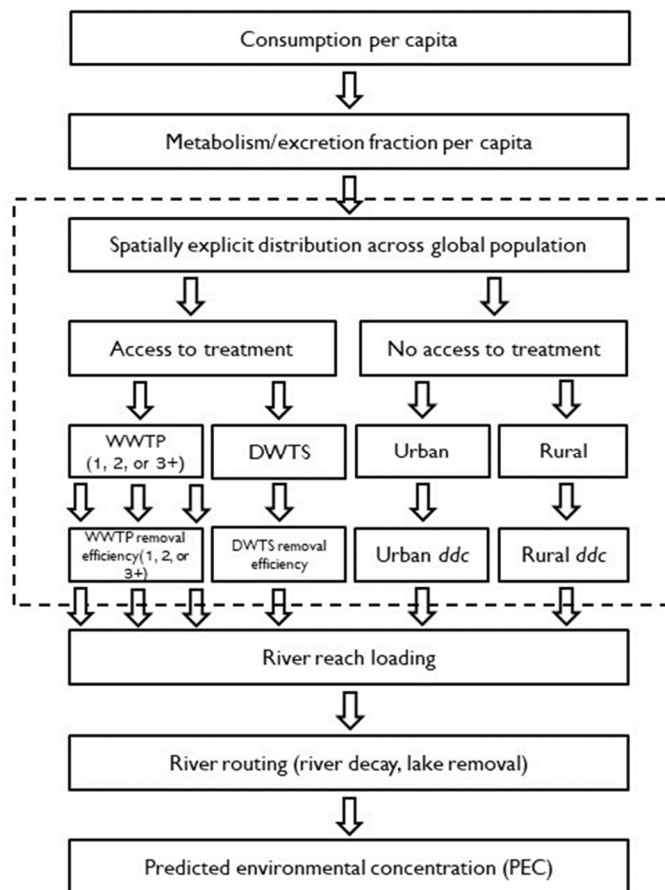 Consumption per capita
Metabolism/excretion fraction per capita
Spatially explicit distribution across global population
Access to treatment
No access to treatment
WWTP
(1, 2, or 3+)
DWTS
Urban
Rural
WWTP removal
efficiency(1, 2, or
3+)
DWTS removal
efficiency
Urban ddc
Rural ddc
River reach loading
River routing (river decay, lake removal)
Predicted environmental concentration (PEC)